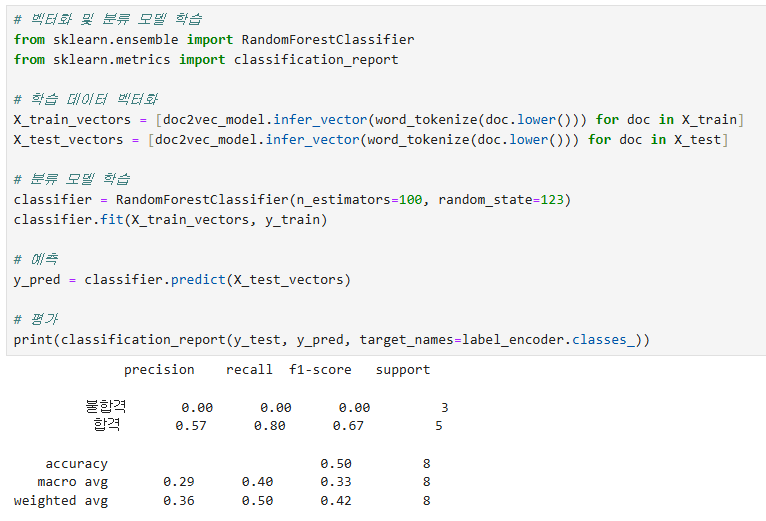 # 벡터화 및 분류 모델 학습
from sklearn.ensemble import RandomForestClassifier
from sklearn.metrics import classification_report
# 학습 데이터 벡터화
X_train_vectors = [doc2vec_model.infer_vector(word_tokenize(doc.lower())) for doc in X_train]
X_test_vectors = [doc2vec_model.infer_vector(word_tokenize(doc.lower())) for doc in X_test]
# 분류 모델 학습
classifier = RandomForestClassifier(n_estimators=100, random_state=123)
classifier.fit(X_train_vectors, y_train)
# 예측
y_pred = classifier.predict(X_test_vectors)
# 평가
print(classification_report(y_test, y_pred, target_names=label_encoder.classes_))
precision recall f1-score support
불합격 0.00 0.00 0.00 3
합격 0.57 0.80 0.67 5
accuracy 0.50 8
macro avg 0.29 0.40 0.33 8
weighted avg 0.36 0.50 0.42 8